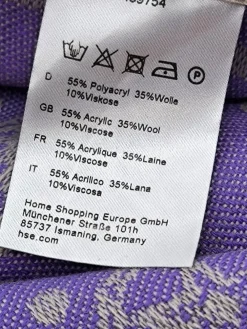 D 55% Polyacryl 35%Wolle
10%Viskose
GB 55% Acrylic 35%Wool
10%Viscose
FR 55% Acrylique 35%Laine
10%Viscose
IT 55% Acrilico 35%Lana
10%Viscosa
Home Shopping Europe GmbH
Münchener Straße 101h
85737 Ismaning, Germany
hse.com